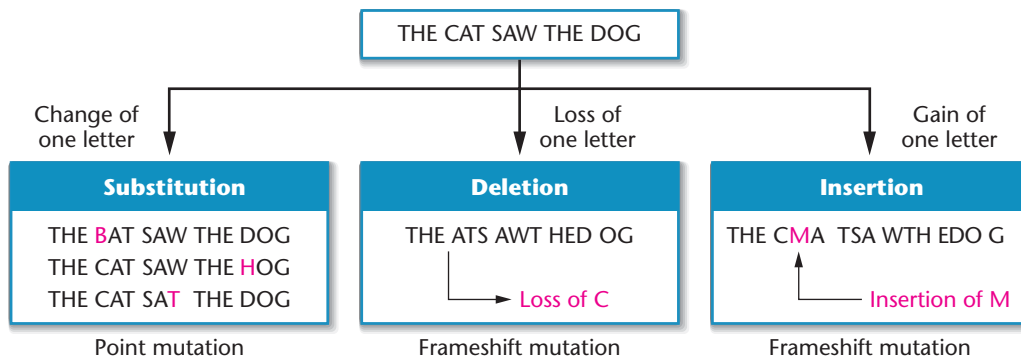 THE CAT SAW THE DOG
Change of
one letter
Loss of
one letter
Gain of
one letter
Substitution
THE BAT SAW THE DOG
THE CAT SAW THE HOG
THE CAT SAT THE DOG
Point mutation
Deletion
THE ATS AWT HED OG
Loss of C
Frameshift mutation
Insertion
THE CMA TSA WTH EDO G
Insertion of M
Frameshift mutation